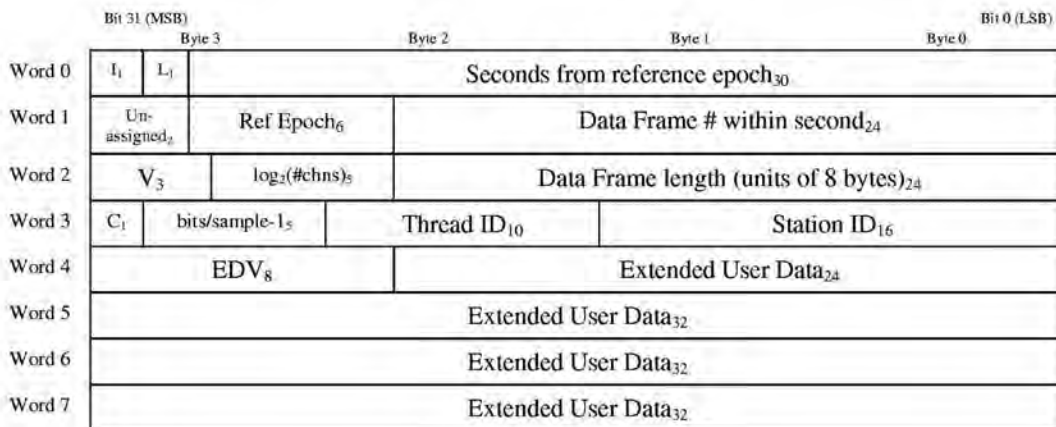 Bit 31 (MSB) Bit 0 (LSB)
Byte 3 Byte 2 Byte 1 Byte 0
Word 0 I₁ L₁ Seconds from reference epoch₃₀
Word 1 Un-assigned₂ Ref Epoch₆ Data Frame # within second₂₄
Word 2 V₃ log₂(#chns)₅ Data Frame length (units of 8 bytes)₂₄
Word 3 C₁ bits/sample-1₅ Thread ID₁₀ Station ID₁₆
Word 4 EDV₈ Extended User Data₂₄
Word 5 Extended User Data₃₂
Word 6 Extended User Data₃₂
Word 7 Extended User Data₃₂